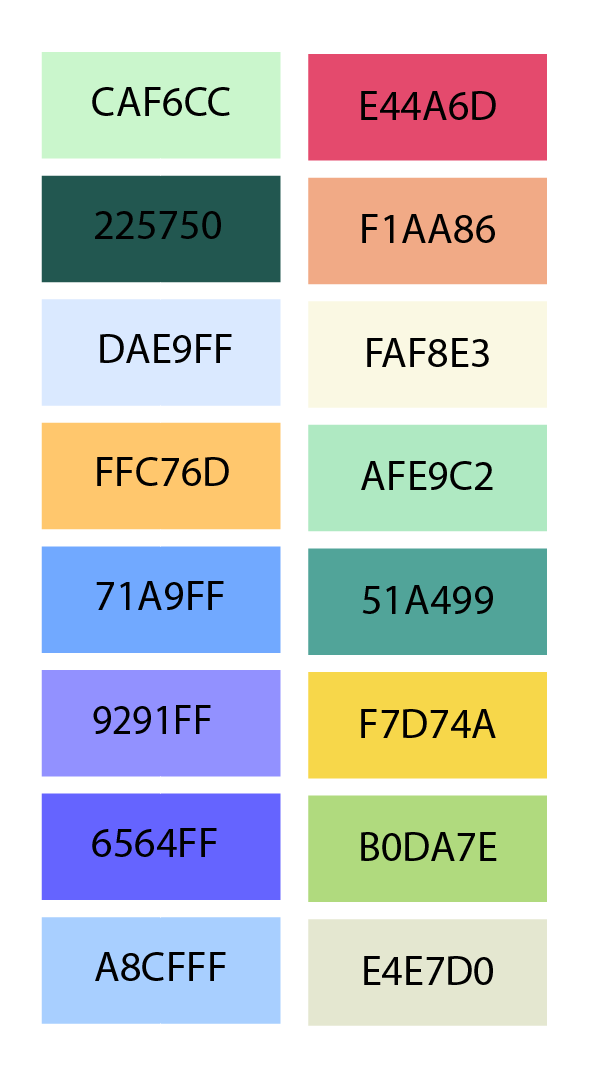 CAF6CC
E44A6D
225750
F1AA86
DAE9FF
FAF8E3
FFC76D
AFE9C2
71A9FF
51A499
9291FF
F7D74A
6564FF
B0DA7E
A8CFFF
E4E7D0